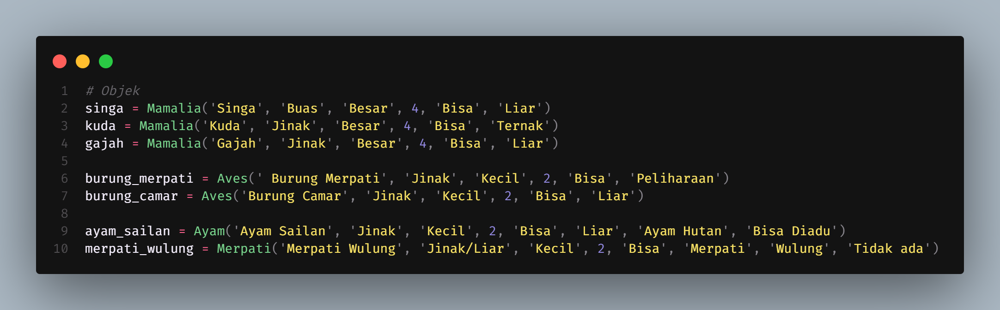 1 # Objek
2 singa = Mamalia('Singa', 'Buas', 'Besar', 4, 'Bisa', 'Liar')
3 kuda = Mamalia('Kuda', 'Jinak', 'Besar', 4, 'Bisa', 'Ternak')
4 gajah = Mamalia('Gajah', 'Jinak', 'Besar', 4, 'Bisa', 'Liar')
5
6 burung_merpati = Aves(' Burung Merpati', 'Jinak', 'Kecil', 2, 'Bisa', 'Peliharaan')
7 burung_camar = Aves('Burung Camar', 'Jinak', 'Kecil', 2, 'Bisa', 'Liar')
8
9 ayam_sailan = Ayam('Ayam Sailan', 'Jinak', 'Kecil', 2, 'Bisa', 'Liar', 'Ayam Hutan', 'Bisa Diadu')
10 merpati_wulung = Merpati('Merpati Wulung', 'Jinak/Liar', 'Kecil', 2, 'Bisa', 'Merpati', 'Wulung', 'Tidak ada')